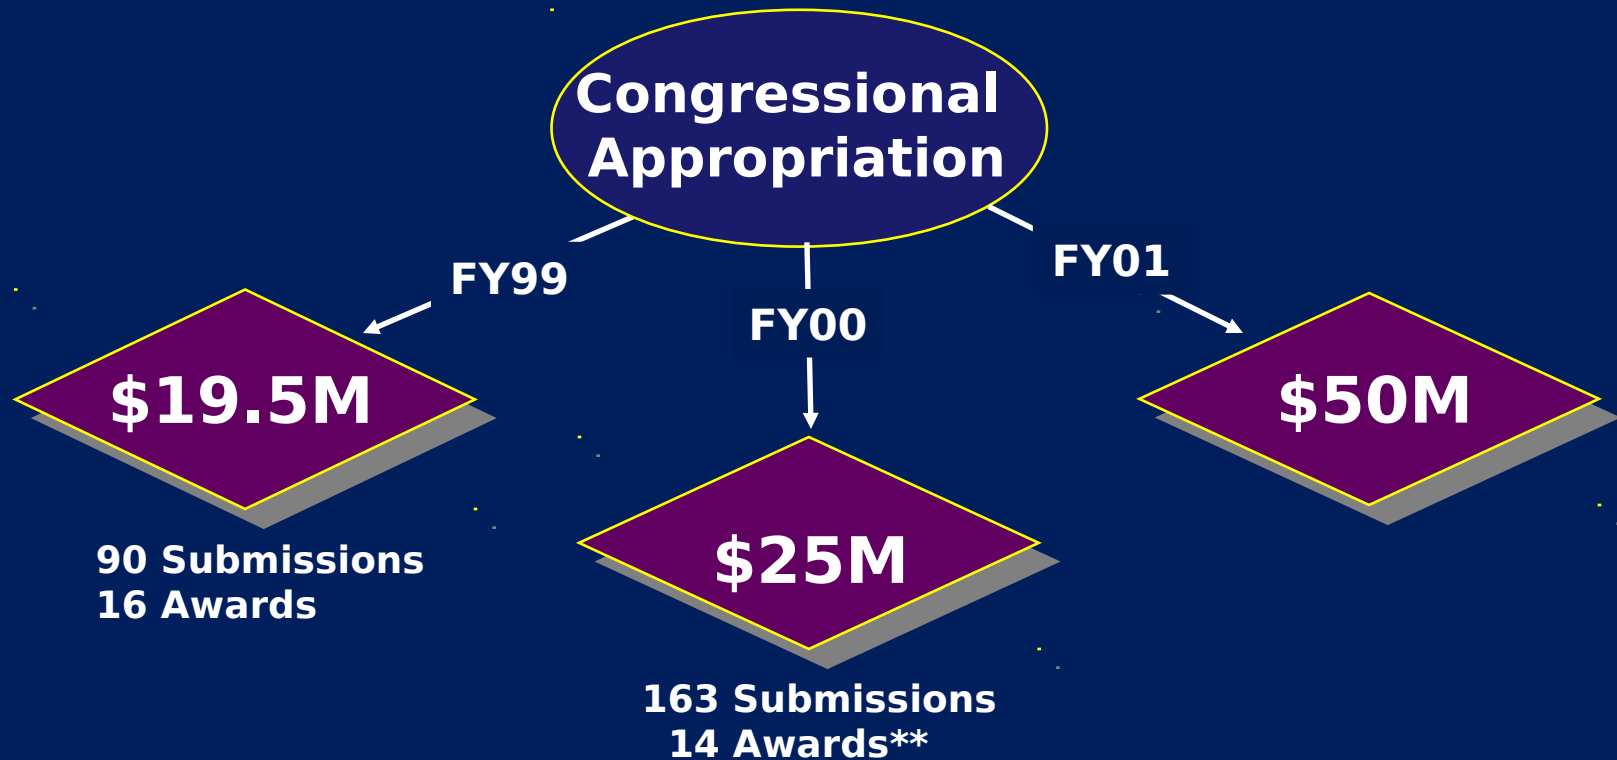 Congressional
Appropriation
FY99
FY00
FY01
$19.5M
$25M
$50M
90 Submissions
16 Awards
163 Submissions
14 Awards**